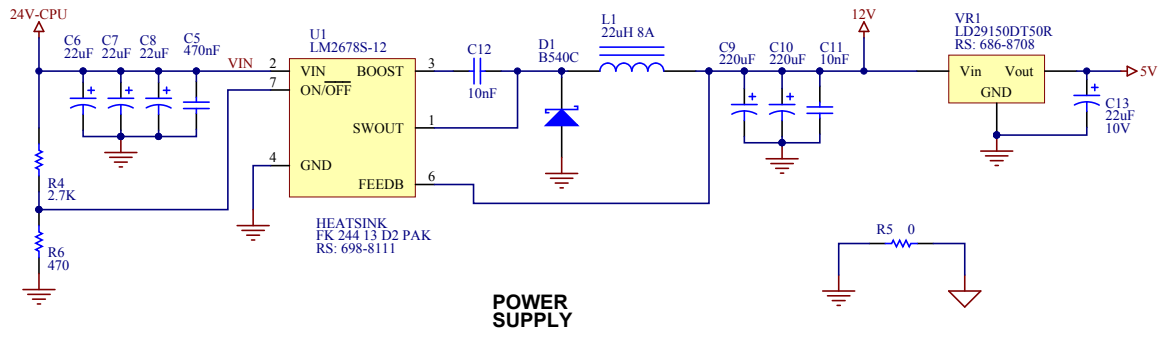 24V-CPU
C6
22uF
C7
22uF
C8
22uF
C5
470nF
VIN
U1
LM2678S-12
2
VIN
BOOST
3
7
ON/OFF
SWOUT
1
4
GND
FEEDB
6
HEATSINK
FK 244 13 D2 PAK
RS: 698-8111
R4
2.7K
R6
470
C12
10nF
D1
B540C
L1
22uH 8A
C9
220uF
C10
220uF
C11
10nF
12V
VR1
LD29150DT50R
RS: 686-8708
Vin
Vout
GND
5V
C13
22uF
10V
R5 0
POWER
SUPPLY